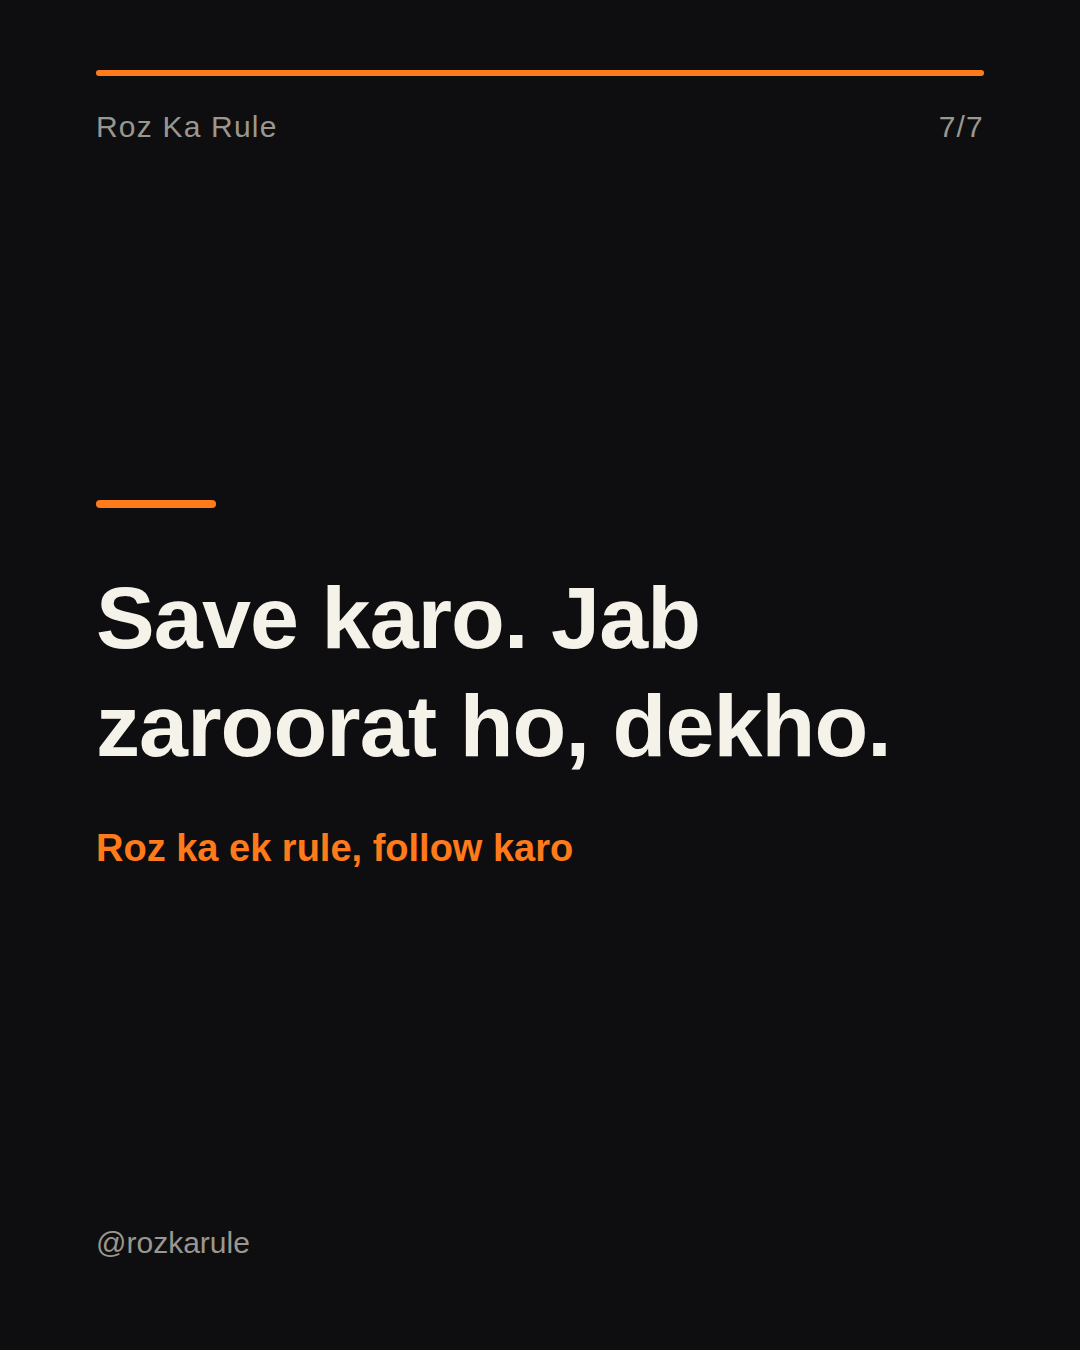 Roz Ka Rule
7/7
Save karo. Jab
zaroorat ho, dekho.
Roz ka ek rule, follow karo
@rozkarule